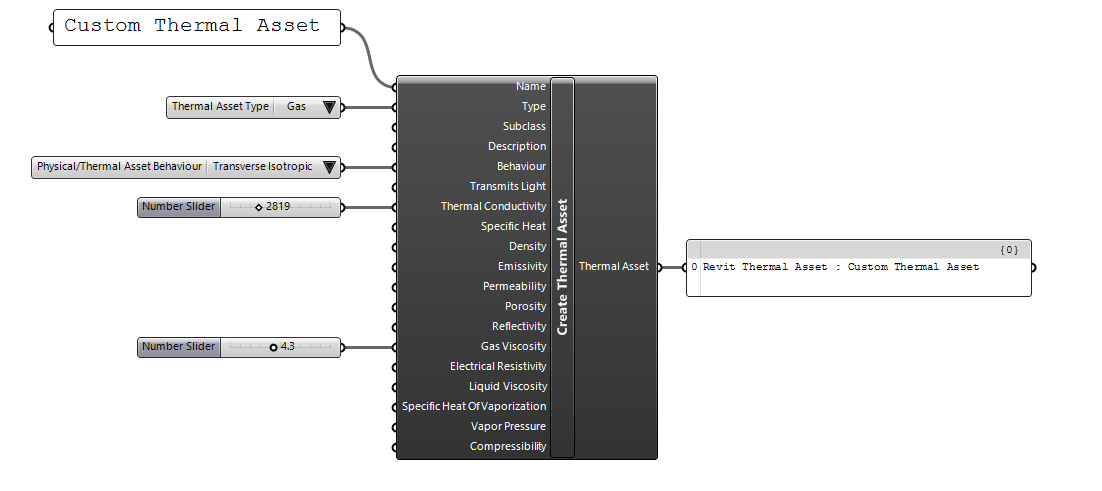 Custom Thermal Asset
Thermal Asset Type Gas
Physical/Thermal Asset Behaviour Transverse Isotropic
Number Slider 2819
Number Slider 4.3
Name
Type
Subclass
Description
Behaviour
Transmits Light
Thermal Conductivity
Specific Heat
Density
Emissivity
Permeability
Porosity
Reflectivity
Gas Viscosity
Electrical Resistivity
Liquid Viscosity
Specific Heat Of Vaporization
Vapor Pressure
Compressibility
Create Thermal Asset
Thermal Asset
{0}
0 Revit Thermal Asset : Custom Thermal Asset